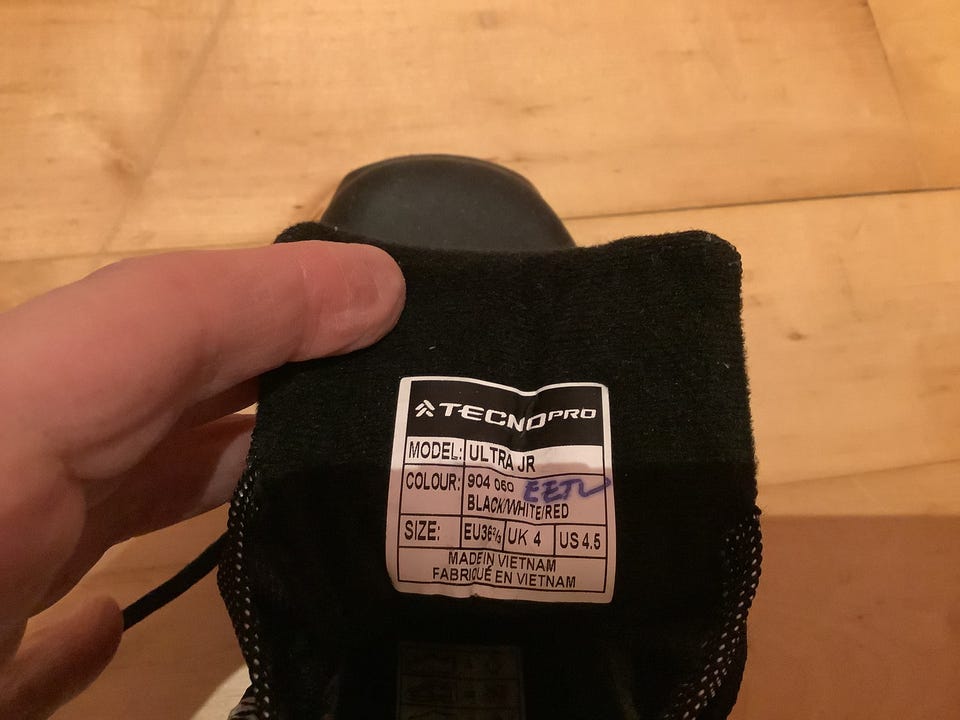 TECNOPRO
MODEL: ULTRA JR
COLOUR: 904 060
BLACK/WHITE/RED
SIZE: EU36⅔ UK 4 US 4.5
MADE IN VIETNAM
FABRIQUÉ EN VIETNAM